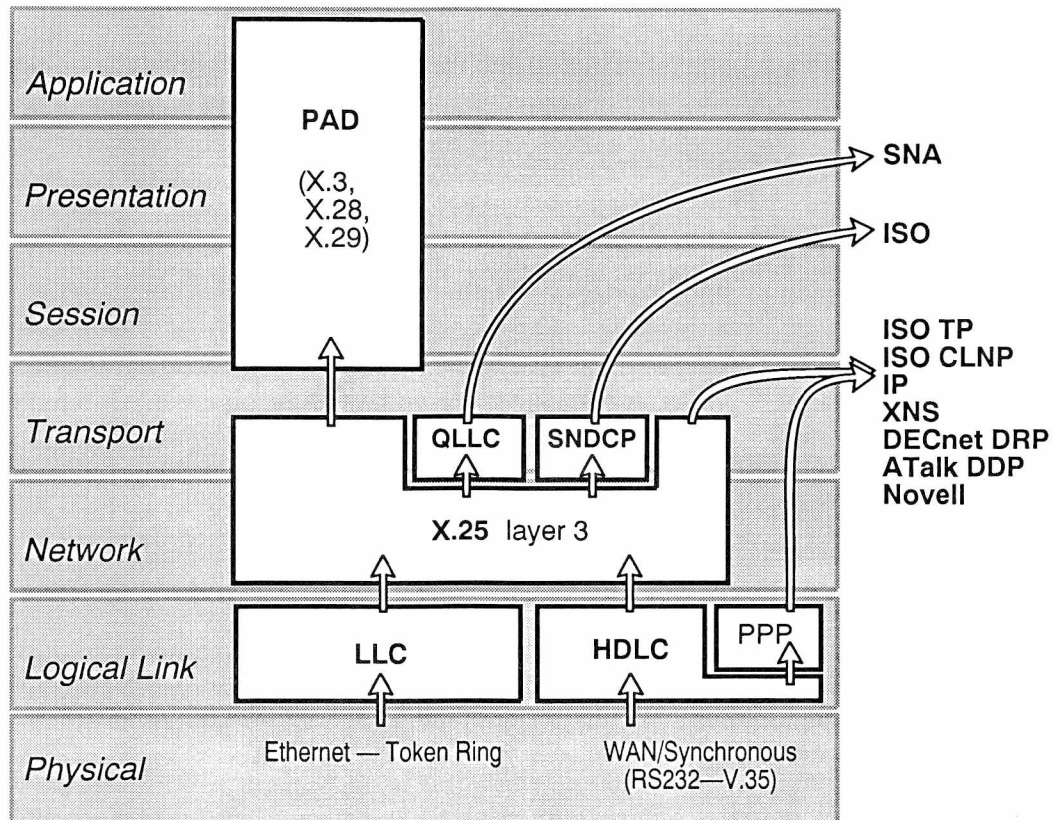 Application
PAD
Presentation
(X.3,
X.28,
X.29)
SNA
ISO
Session
ISO TP
ISO CLNP
IP
XNS
DECnet DRP
ATalk DDP
Novell
Transport
QLLC
SNDCP
X.25 layer 3
Network
LLC
HDLC
PPP
Logical Link
Ethernet — Token Ring
WAN/Synchronous
(RS232—V.35)
Physical